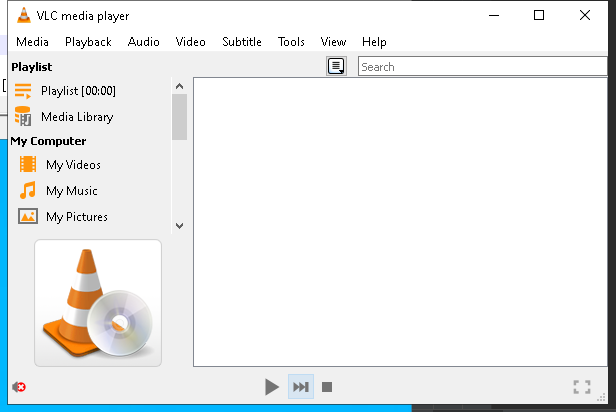 VLC media player
Media Playback Audio Video Subtitle Tools View Help
Playlist
Search
Playlist [00:00]
Media Library
My Computer
My Videos
My Music
My Pictures